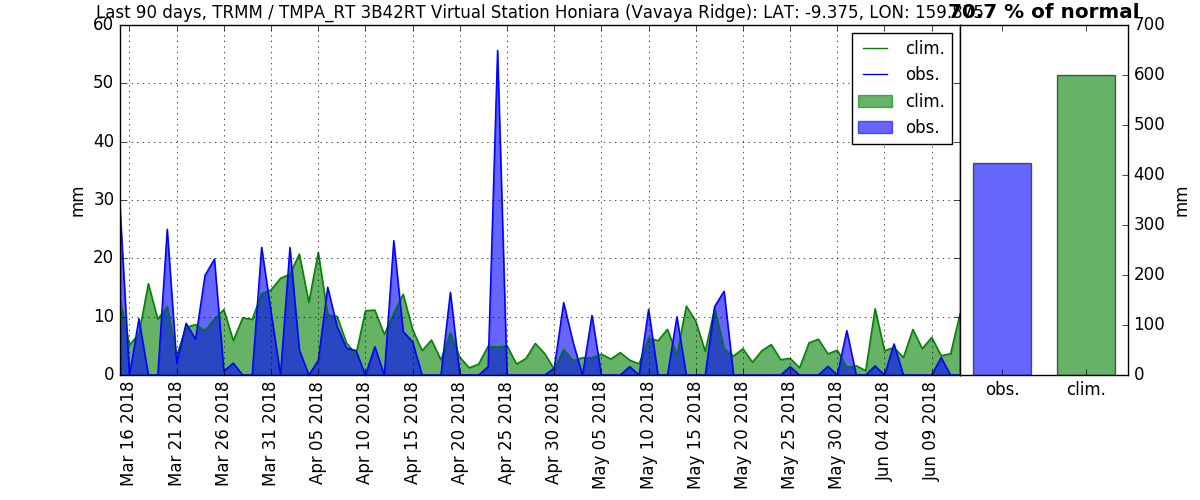 Last 90 days, TRMM / TMPA_RT 3B42RT Virtual Station Honiara (Vavaya Ridge): LAT: -9.375, LON: 159.
70.7 % of normal
60
50
40
30
20
10
0
mm
clim.
obs.
clim.
obs.
700
600
500
400
300
200
100
0
mm
obs.
clim.
Mar 16 2018
Mar 21 2018
Mar 26 2018
Mar 31 2018
Apr 05 2018
Apr 10 2018
Apr 15 2018
Apr 20 2018
Apr 25 2018
Apr 30 2018
May 05 2018
May 10 2018
May 15 2018
May 20 2018
May 25 2018
May 30 2018
Jun 04 2018
Jun 09 2018